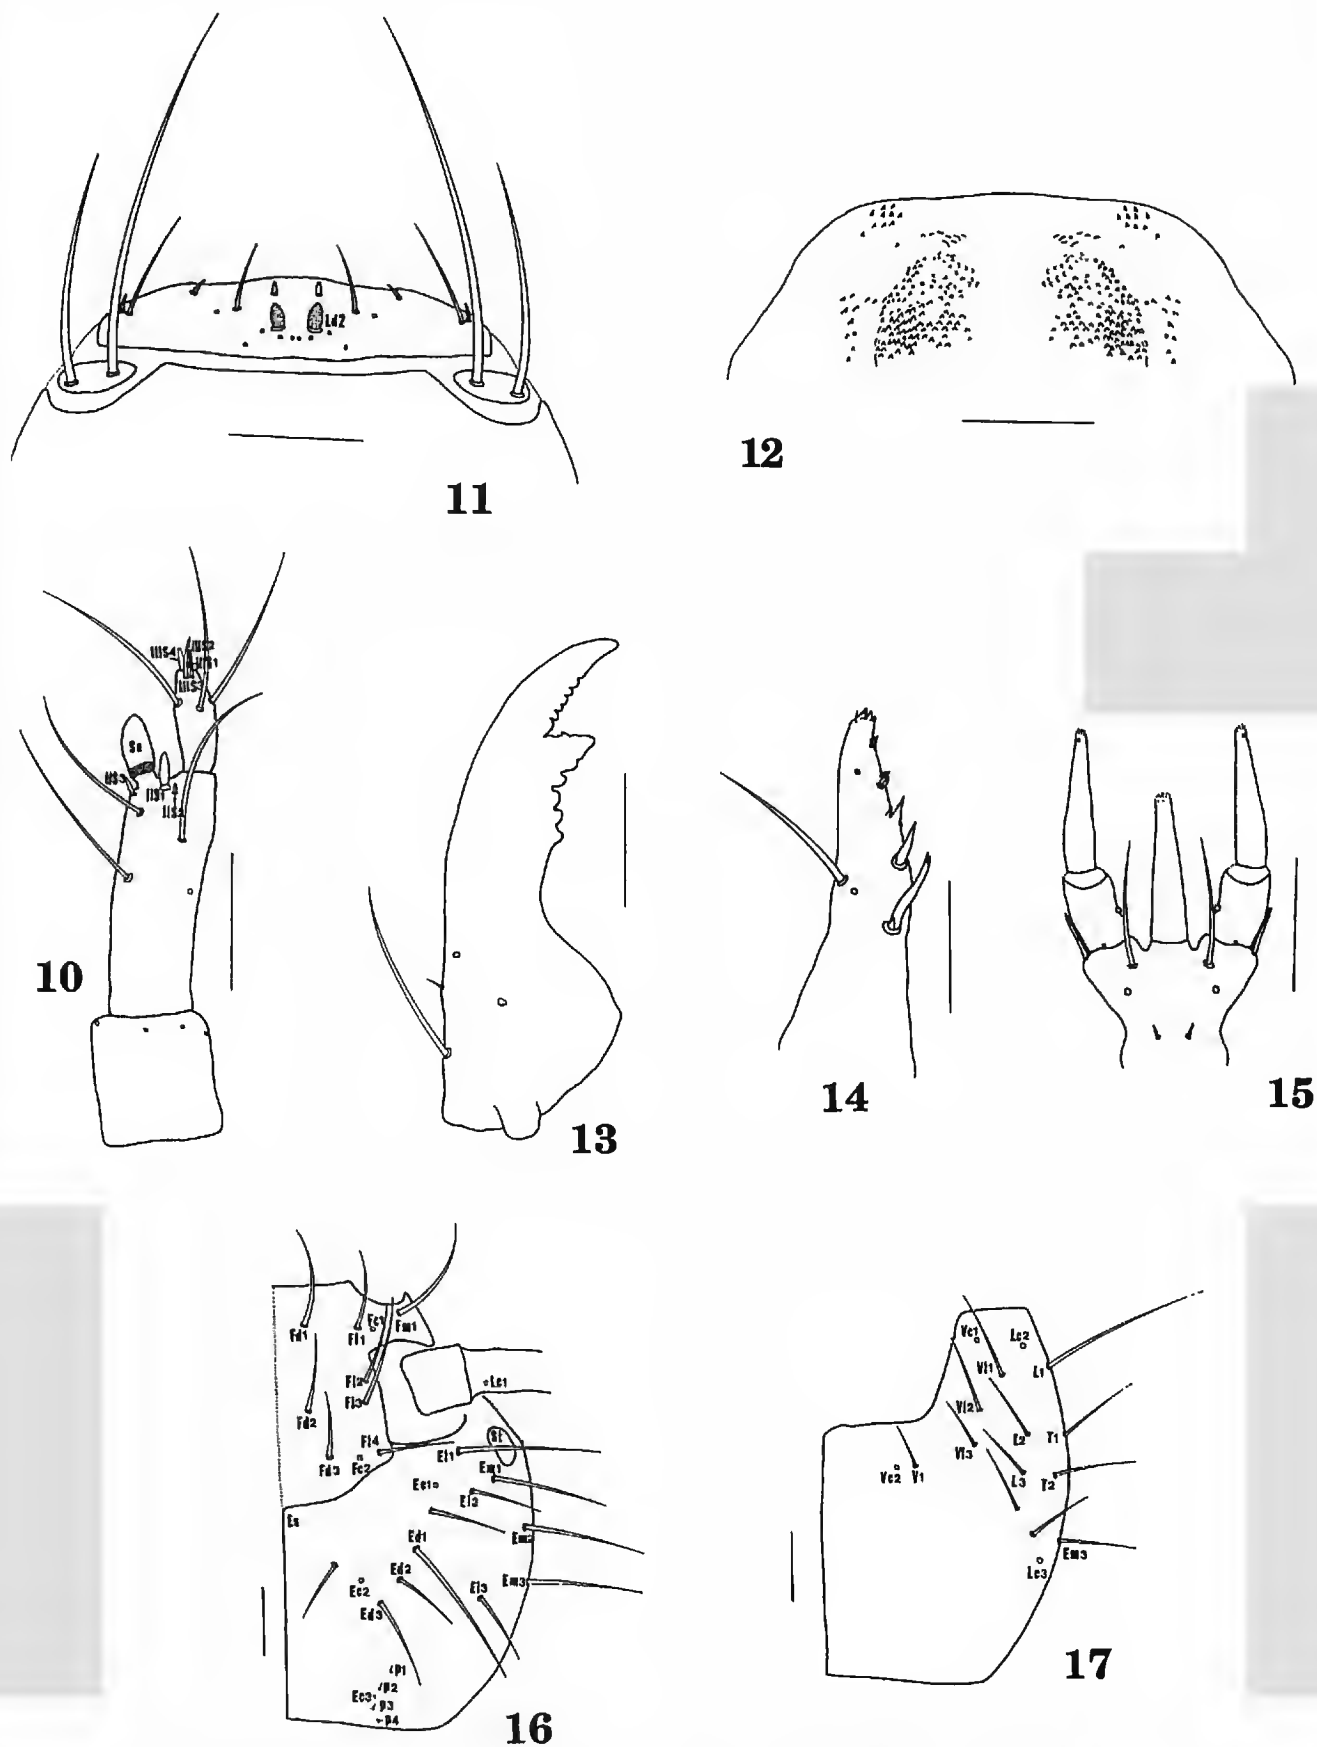 Ld2
11
12
IIIS4
IIIS2
IIIS1
Sa
IIS3
IIS1
IIS2
10
13
14
15
Fd1
Fl1
Fc1
Fm1
Fl2
Fl3
Lc1
Fd2
Fl4
St
Fd3
Fc2
El1
Em1
Ec1
El2
Es
Ed1
Em2
Ed2
Ec2
El3
Em3
Ed3
p1
p2
Ec3
p3
p4
16
Vc1
Lc2
Vl1
L1
Vl2
L2
T1
Vl3
Vc2
V1
L3
T2
Em3
Lc3
17